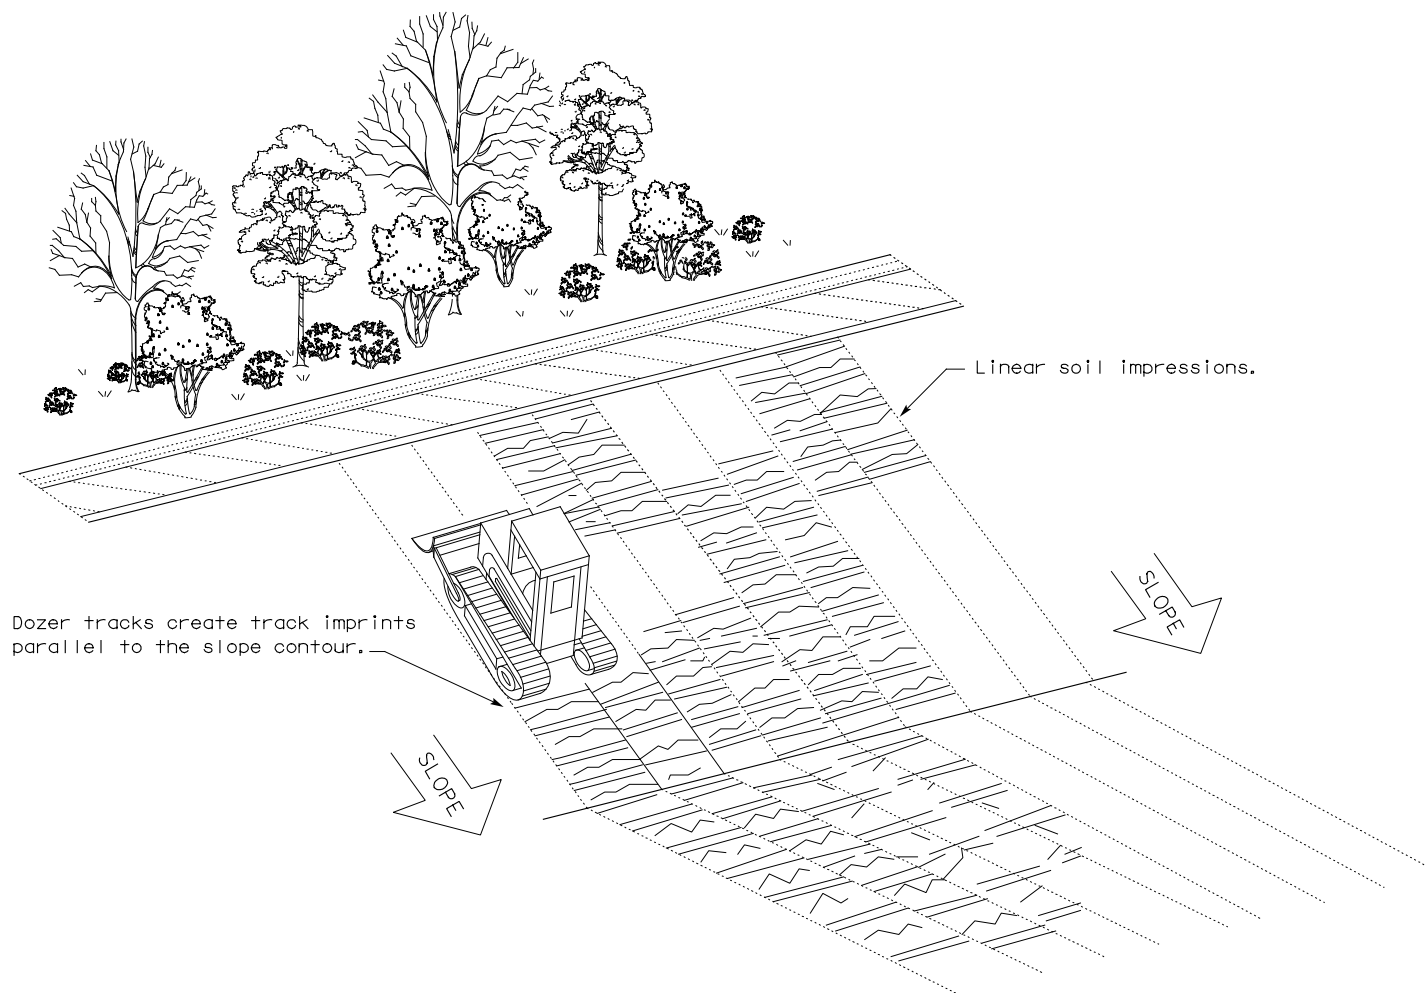 Linear soil impressions.
SLOPE
Dozer tracks create track imprints
parallel to the slope contour.
SLOPE